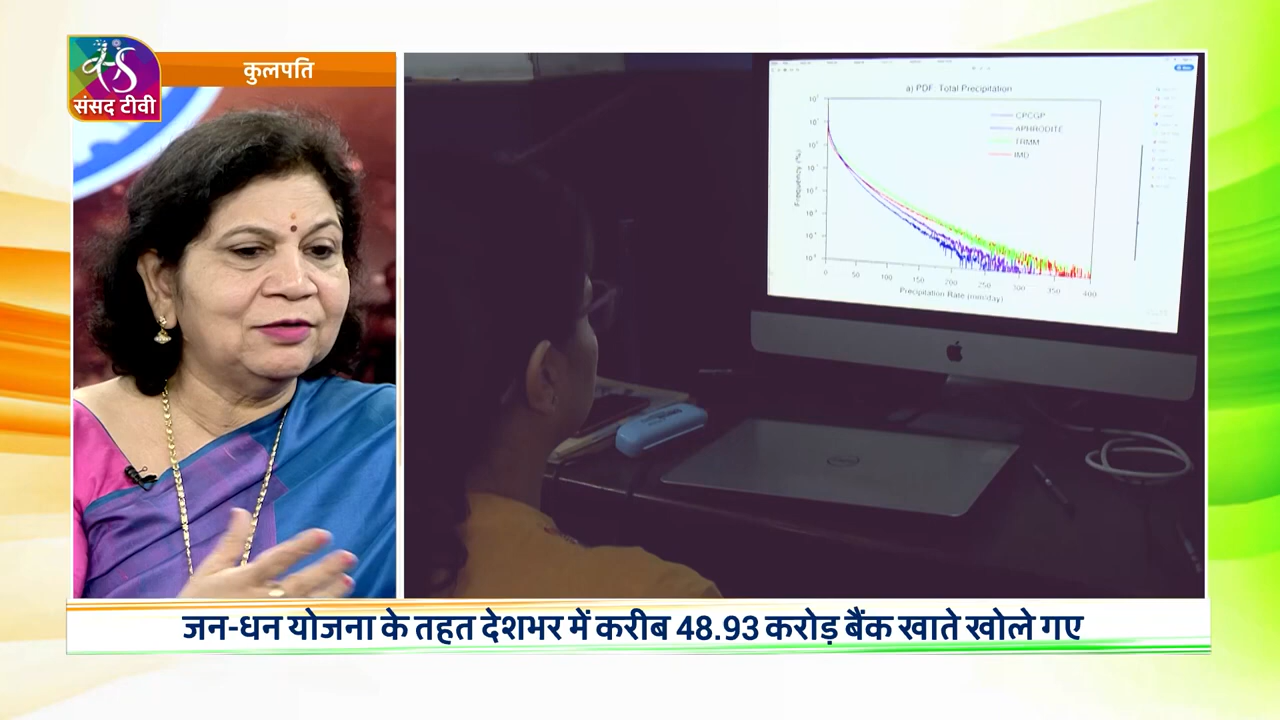 संसद टीवी
कुलपति
a) PDF: Total Precipitation
CPCGP
APHRODITE
TRMM
IMD
Frequency (%)
0 50 100 150 200 250 300 350 400
Precipitation Rate (mm/day)
DELL
जन-धन योजना के तहत देशभर में करीब 48.93 करोड़ बैंक खाते खोले गए